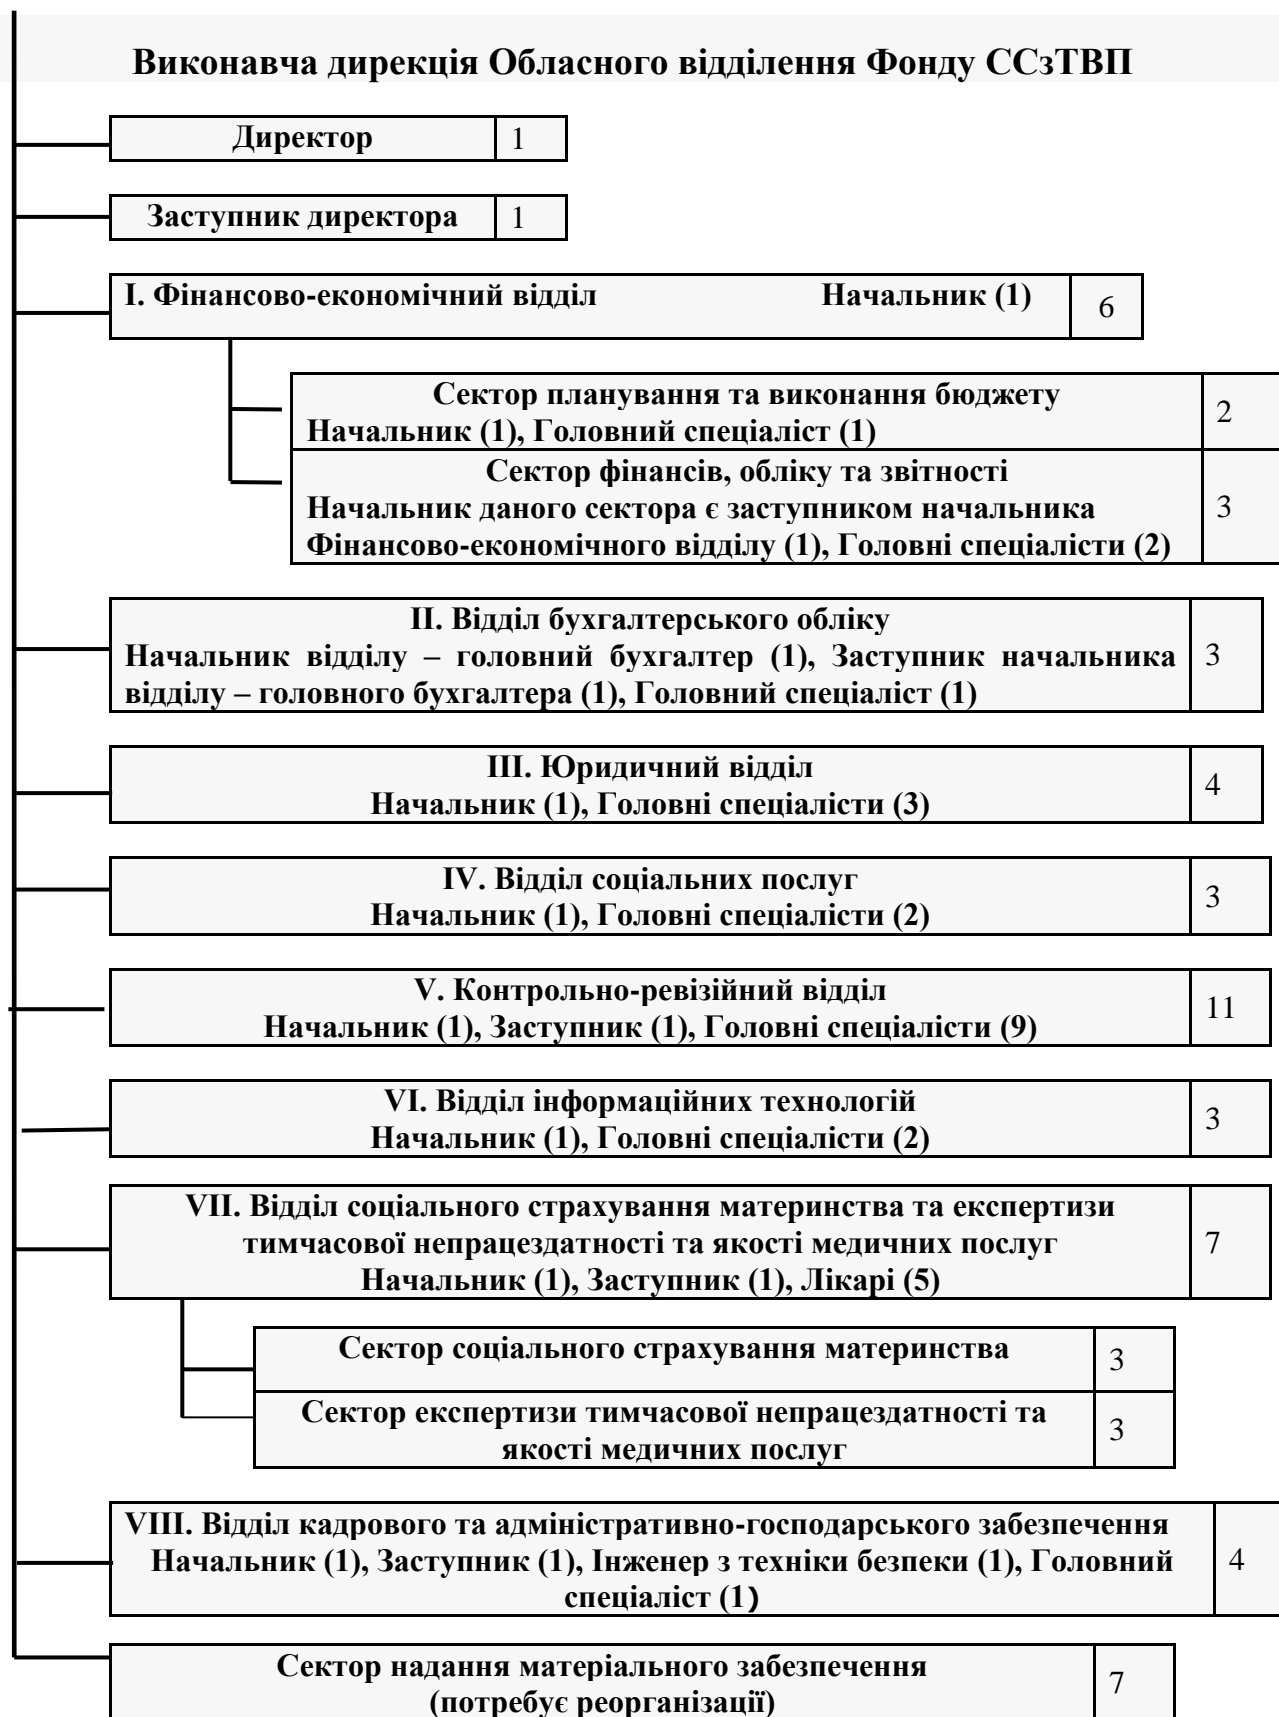 Виконавча дирекція Обласного відділення Фонду ССзТВП
Директор 1
Заступник директора 1
І. Фінансово-економічний відділ Начальник (1) 6
Сектор планування та виконання бюджету
Начальник (1), Головний спеціаліст (1)
2
Сектор фінансів, обліку та звітності
Начальник даного сектора є заступником начальника
Фінансово-економічного відділу (1), Головні спеціалісти (2)
3
ІІ. Відділ бухгалтерського обліку
Начальник відділу – головний бухгалтер (1), Заступник начальника
відділу – головного бухгалтера (1), Головний спеціаліст (1)
3
ІІІ. Юридичний відділ
Начальник (1), Головні спеціалісти (3)
4
IV. Відділ соціальних послуг
Начальник (1), Головні спеціалісти (2)
3
V. Контрольно-ревізійний відділ
Начальник (1), Заступник (1), Головні спеціалісти (9)
11
VI. Відділ інформаційних технологій
Начальник (1), Головні спеціалісти (2)
3
VII. Відділ соціального страхування материнства та експертизи
тимчасової непрацездатності та якості медичних послуг
Начальник (1), Заступник (1), Лікарі (5)
7
Сектор соціального страхування материнства 3
Сектор експертизи тимчасової непрацездатності та
якості медичних послуг
3
VIII. Відділ кадрового та адміністративно-господарського забезпечення
Начальник (1), Заступник (1), Інженер з техніки безпеки (1), Головний
спеціаліст (1)
4
Сектор надання матеріального забезпечення
(потребує реорганізації)
7